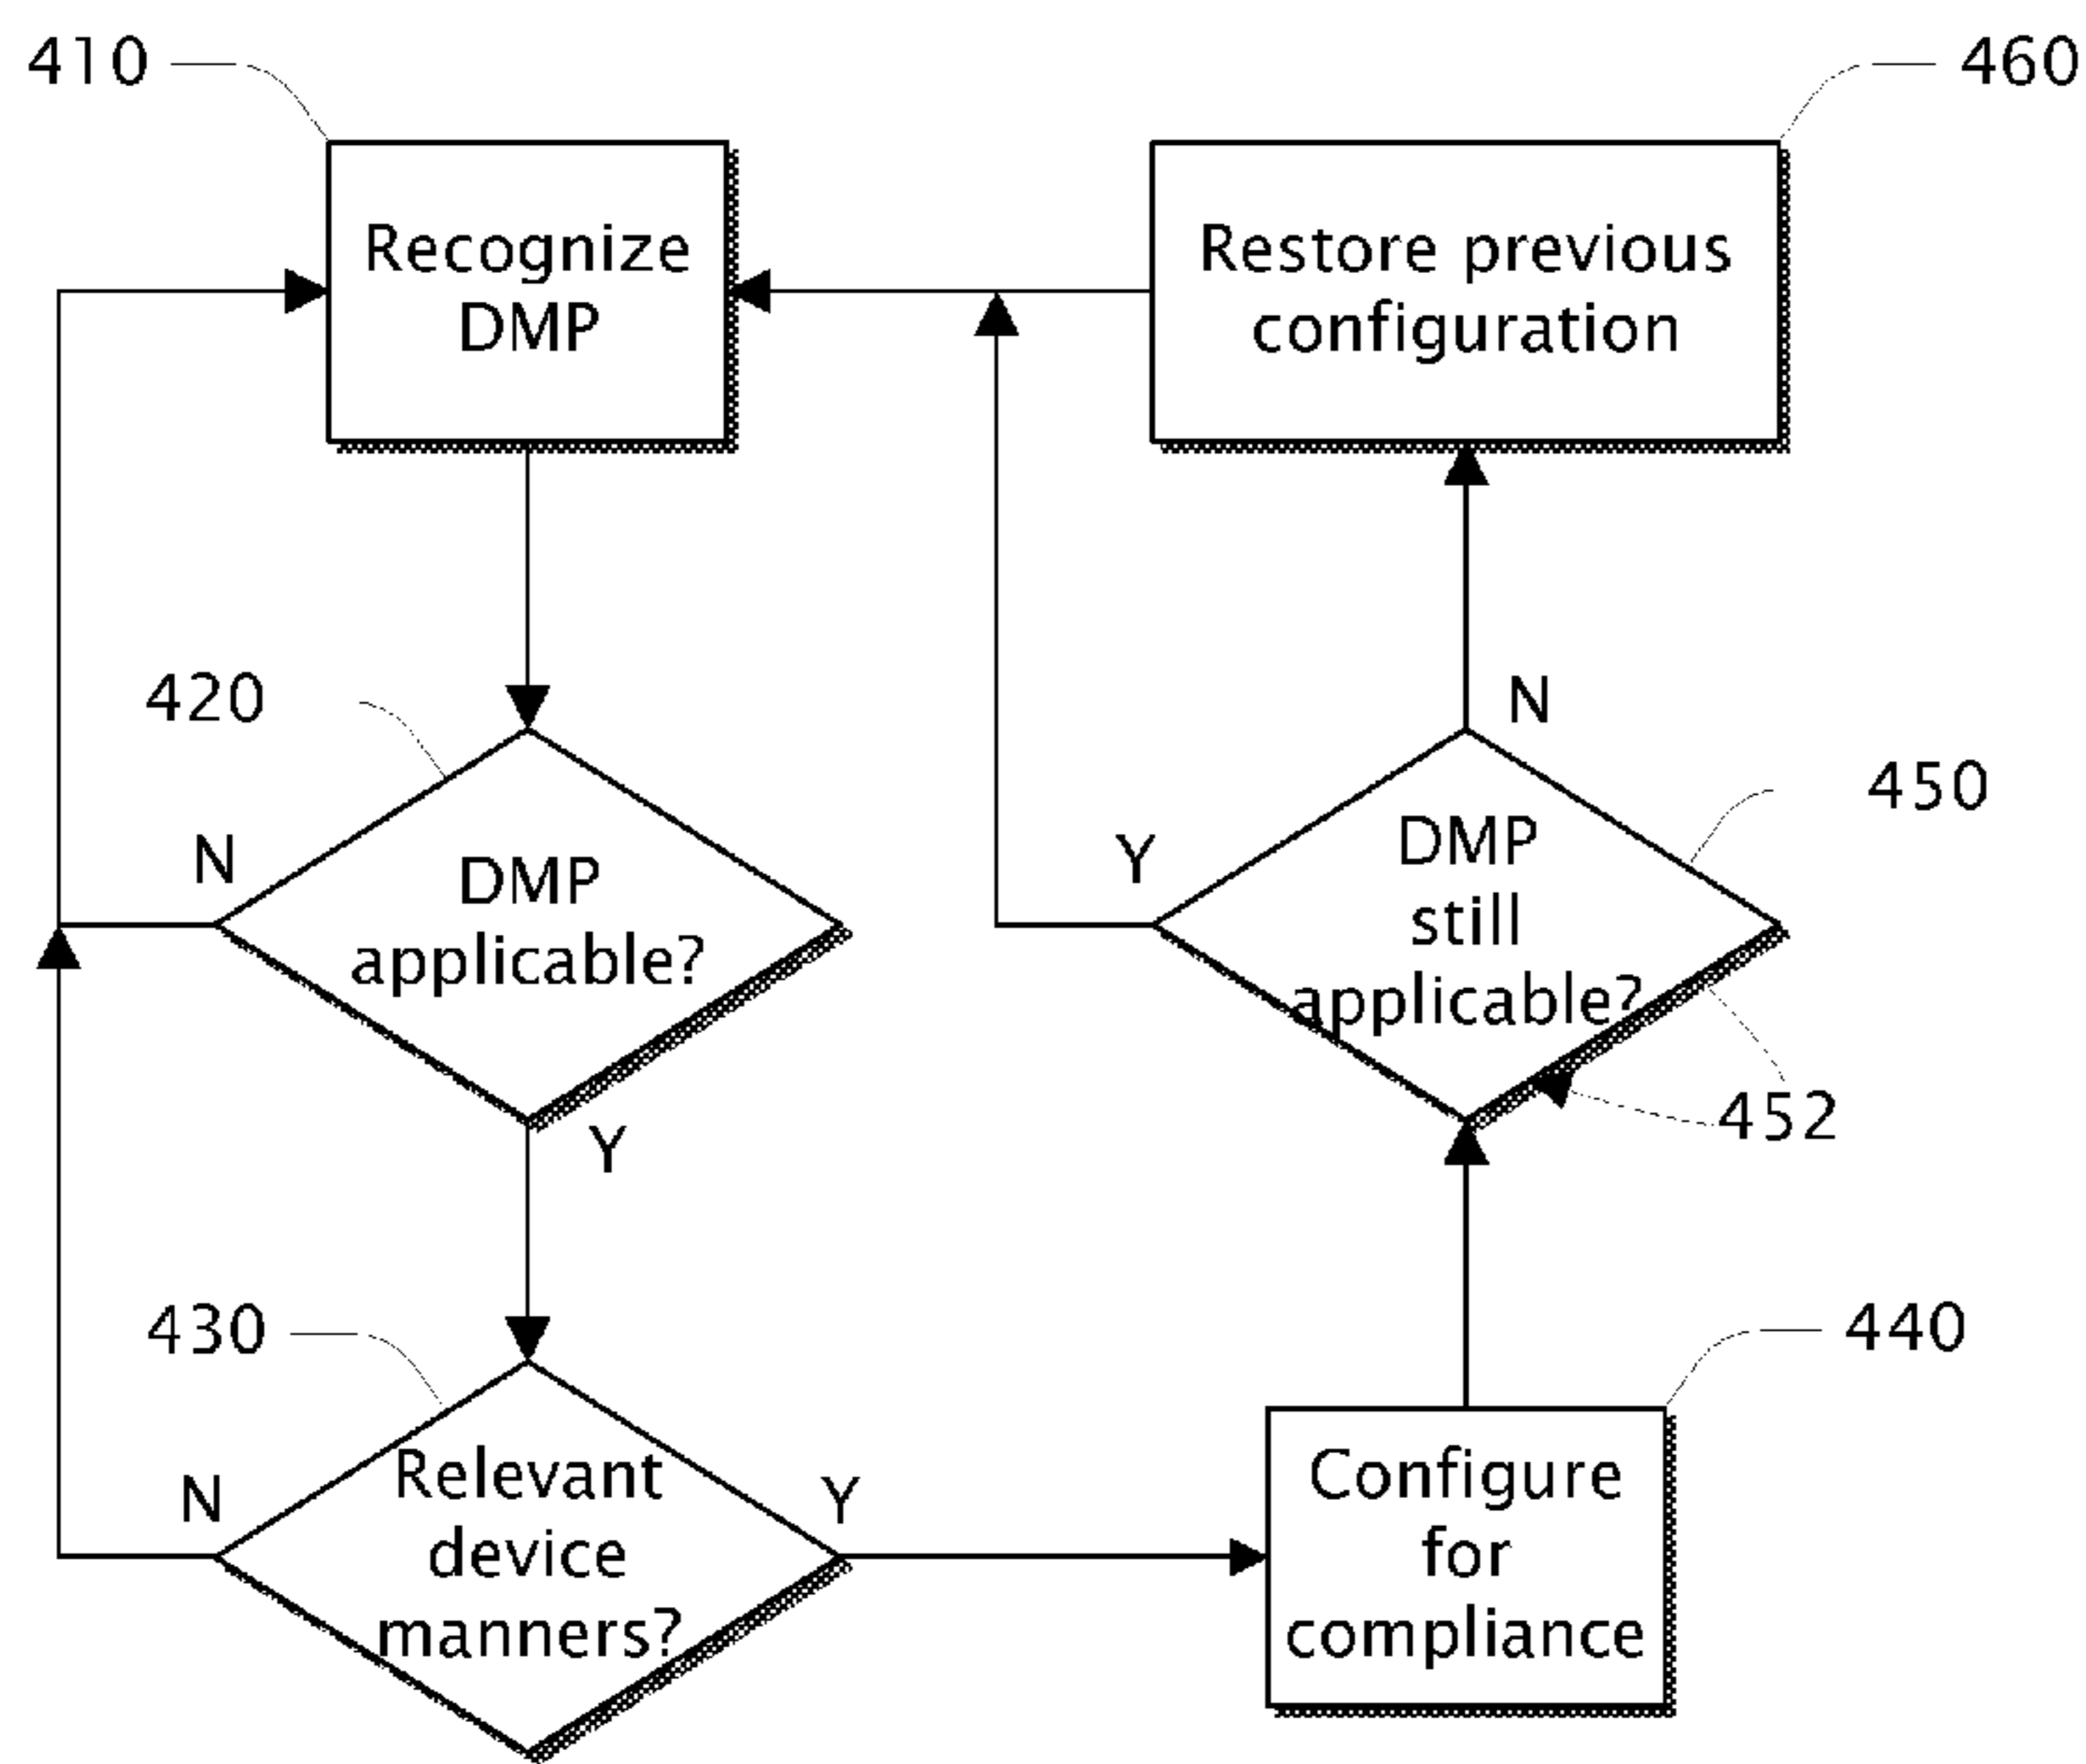 410
460
Recognize
DMP
Restore previous
configuration
420
N
450
N
DMP
applicable?
Y
DMP
still
applicable?
Y
452
430
440
N
Relevant
device
manners?
Y
Configure
for
compliance